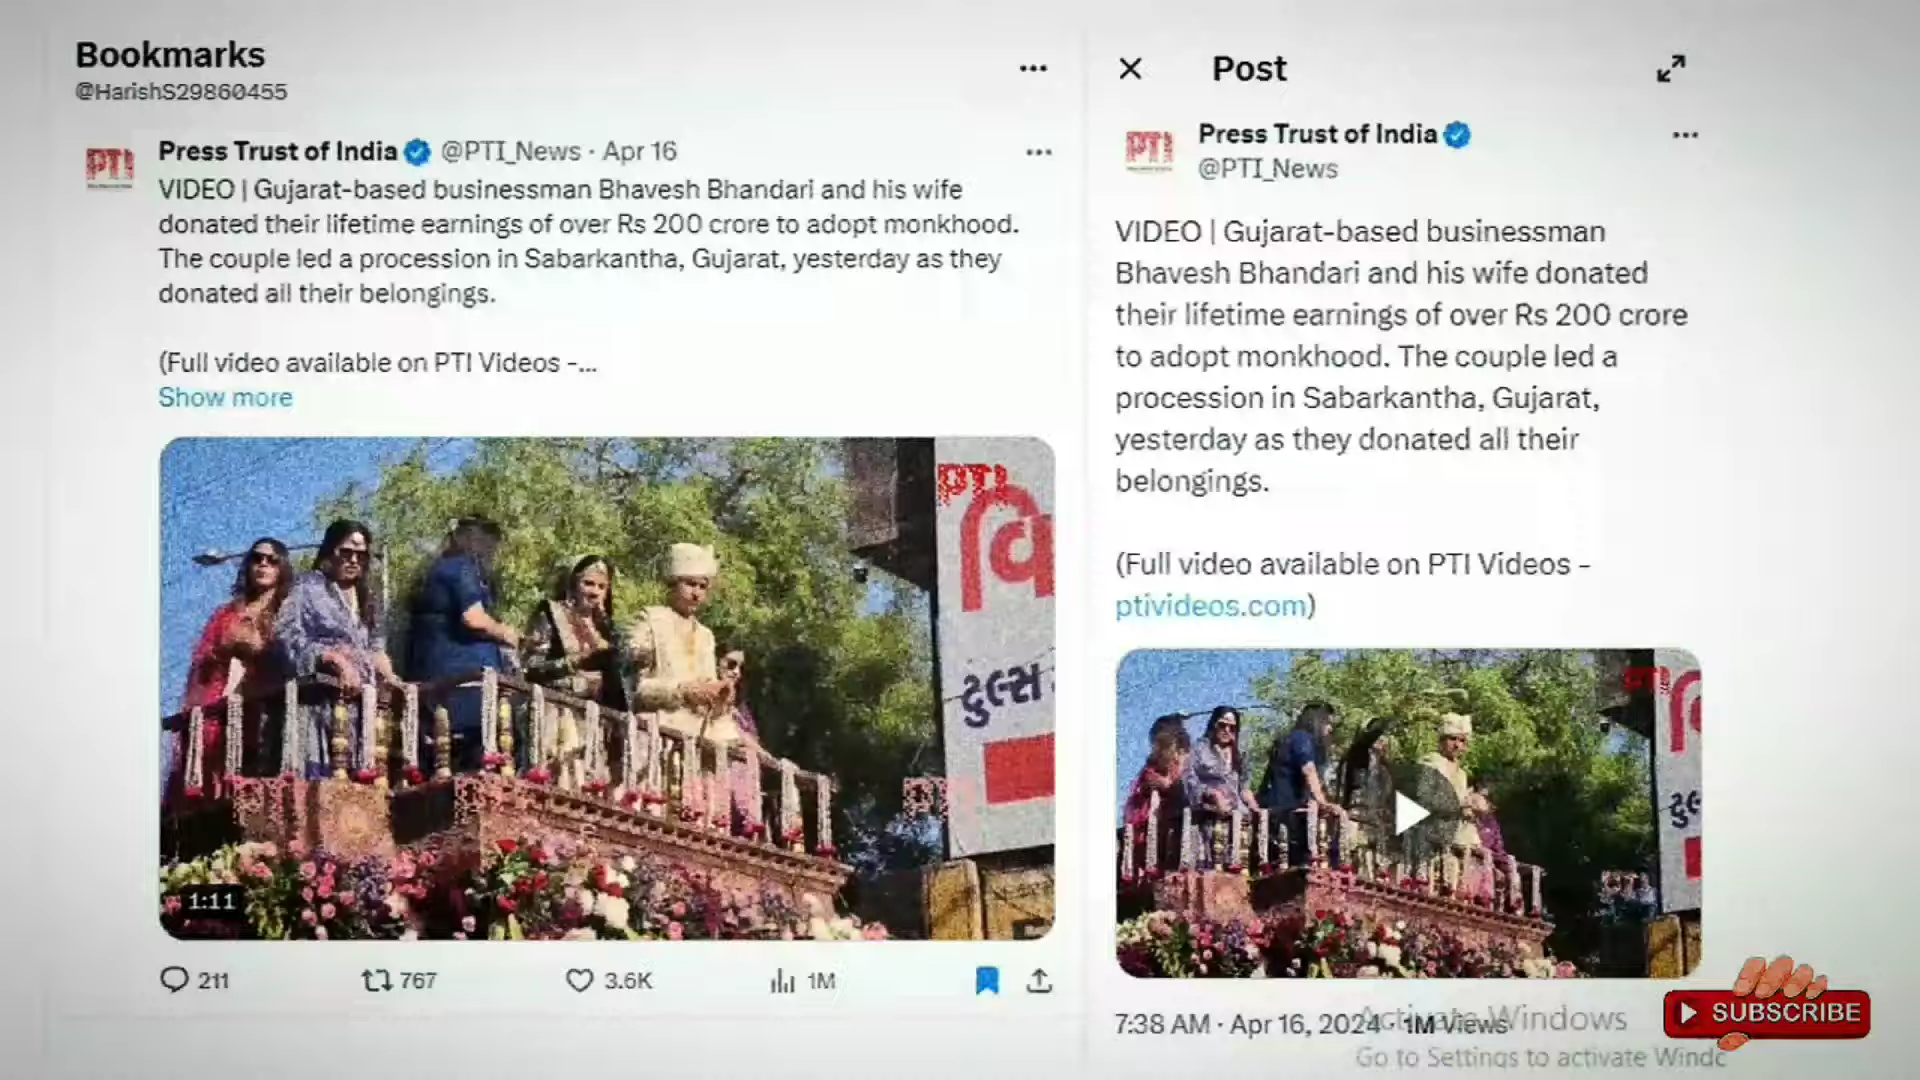 Bookmarks
@HarishS29860455
PTI
Press Trust of India @PTI_News · Apr 16
VIDEO | Gujarat-based businessman Bhavesh Bhandari and his wife
donated their lifetime earnings of over Rs 200 crore to adopt monkhood.
The couple led a procession in Sabarkantha, Gujarat, yesterday as they
donated all their belongings.
(Full video available on PTI Videos -...
Show more
PTI
વિ
ટુલ્સ
PTI
1:11
211
767
3.6K
1M
Post
PTI
Press Trust of India
@PTI_News
VIDEO | Gujarat-based businessman
Bhavesh Bhandari and his wife donated
their lifetime earnings of over Rs 200 crore
to adopt monkhood. The couple led a
procession in Sabarkantha, Gujarat,
yesterday as they donated all their
belongings.
(Full video available on PTI Videos -
ptivideos.com)
PTI
7:38 AM · Apr 16, 2024 · 1M Views
Activate Windows
Go to Settings to activate Windc
SUBSCRIBE